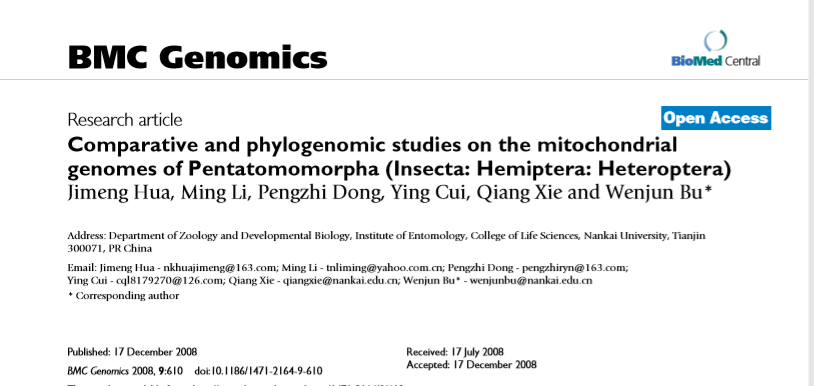 BMC Genomics
BioMed Central
Research article
Open Access
Comparative and phylogenomic studies on the mitochondrial
genomes of Pentatomomorpha (Insecta: Hemiptera: Heteroptera)
Jimeng Hua, Ming Li, Pengzhi Dong, Ying Cui, Qiang Xie and Wenjun Bu*
Address: Department of Zoology and Developmental Biology, Institute of Entomology, College of Life Sciences, Nankai University, Tianjin
300071, PR China
Email: Jimeng Hua - nkhuajimeng@163.com; Ming Li - tnliming@yahoo.com.cn; Pengzhi Dong - pengzhiryn@163.com;
Ying Cui - cql8179270@126.com; Qiang Xie - qiangxie@nankai.edu.cn; Wenjun Bu* - wenjunbu@nankai.edu.cn
* Corresponding author
Published: 17 December 2008
Received: 17 July 2008
Accepted: 17 December 2008
BMC Genomics 2008, 9:610 doi:10.1186/1471-2164-9-610